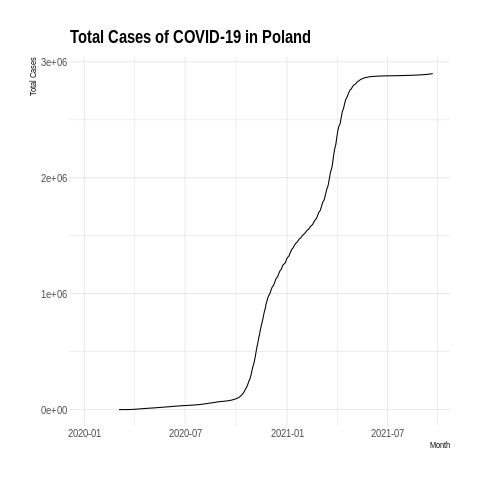 Total Cases of COVID-19 in Poland
Total Cases
3e+06
2e+06
1e+06
0e+00
2020-01 2020-07 2021-01 2021-07
Month